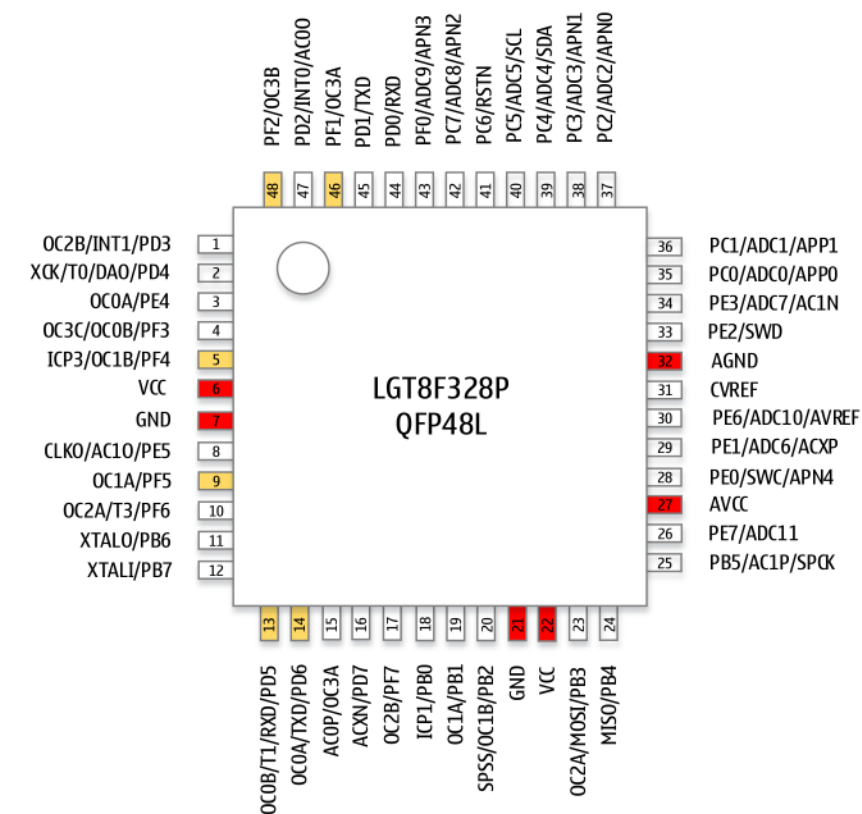 PF2/OC3B
PD2/INT0/AC0O
PF1/OC3A
PD1/TXD
PD0/RXD
PF0/ADC9/APN3
PC7/ADC8/APN2
PC6/RSTN
PC5/ADC5/SCL
PC4/ADC4/SDA
PC3/ADC3/APN1
PC2/ADC2/APN0
48
47
46
45
44
43
42
41
40
39
38
37
OC2B/INT1/PD3 1
XCK/T0/DAO/PD4 2
OC0A/PE4 3
OC3C/OC0B/PF3 4
ICP3/OC1B/PF4 5
VCC 6
GND 7
CLKO/AC1O/PE5 8
OC1A/PF5 9
OC2A/T3/PF6 10
XTALO/PB6 11
XTALI/PB7 12
LGT8F328P
QFP48L
36 PC1/ADC1/APP1
35 PC0/ADC0/APP0
34 PE3/ADC7/AC1N
33 PE2/SWD
32 AGND
31 CVREF
30 PE6/ADC10/AVREF
29 PE1/ADC6/ACXP
28 PE0/SWC/APN4
27 AVCC
26 PE7/ADC11
25 PB5/AC1P/SPCK
13
14
15
16
17
18
19
20
21
22
23
24
OC0B/T1/RXD/PD5
OC0A/TXD/PD6
AC0P/OC3A
ACXN/PD7
OC2B/PF7
ICP1/PB0
OC1A/PB1
SPSS/OC1B/PB2
GND
VCC
OC2A/MOSI/PB3
MISO/PB4